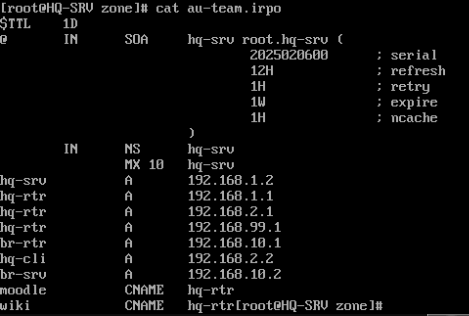 [root@HQ-SRV zone]# cat au-team.irpo
$TTL    1D
@       IN      SOA     hq-srv root.hq-srv (
                                2025020600      ; serial
                                12H             ; refresh
                                1H              ; retry
                                1W              ; expire
                                1H              ; ncache
                        )
        IN      NS      hq-srv
                MX 10   hq-srv
hq-srv          A       192.168.1.2
hq-rtr          A       192.168.1.1
hq-rtr          A       192.168.2.1
hq-rtr          A       192.168.99.1
br-rtr          A       192.168.10.1
hq-cli          A       192.168.2.2
br-srv          A       192.168.10.2
moodle          CNAME   hq-rtr
wiki            CNAME   hq-rtr[root@HQ-SRV zone]#